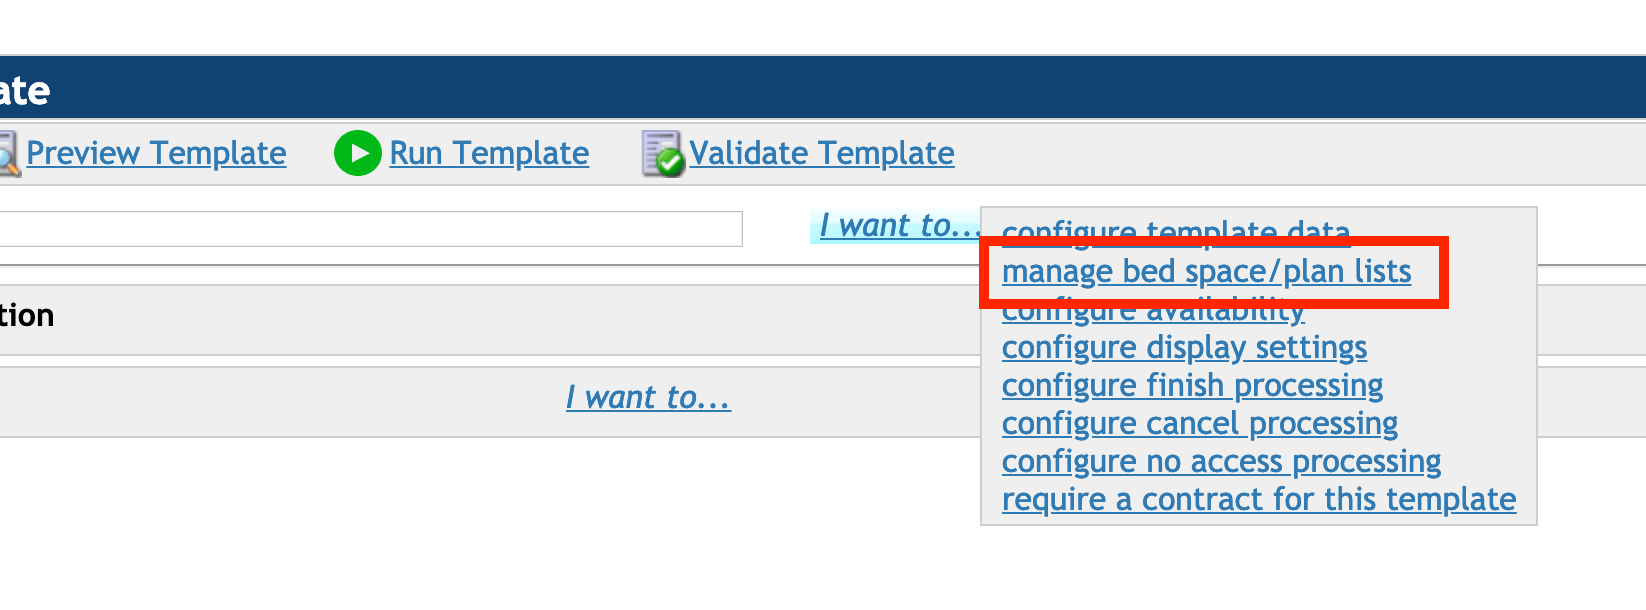 ate
Preview Template Run Template Validate Template
I want to...
configure template data
manage bed space/plan lists
configure availability
configure display settings
configure finish processing
configure cancel processing
configure no access processing
require a contract for this template
tion
I want to...